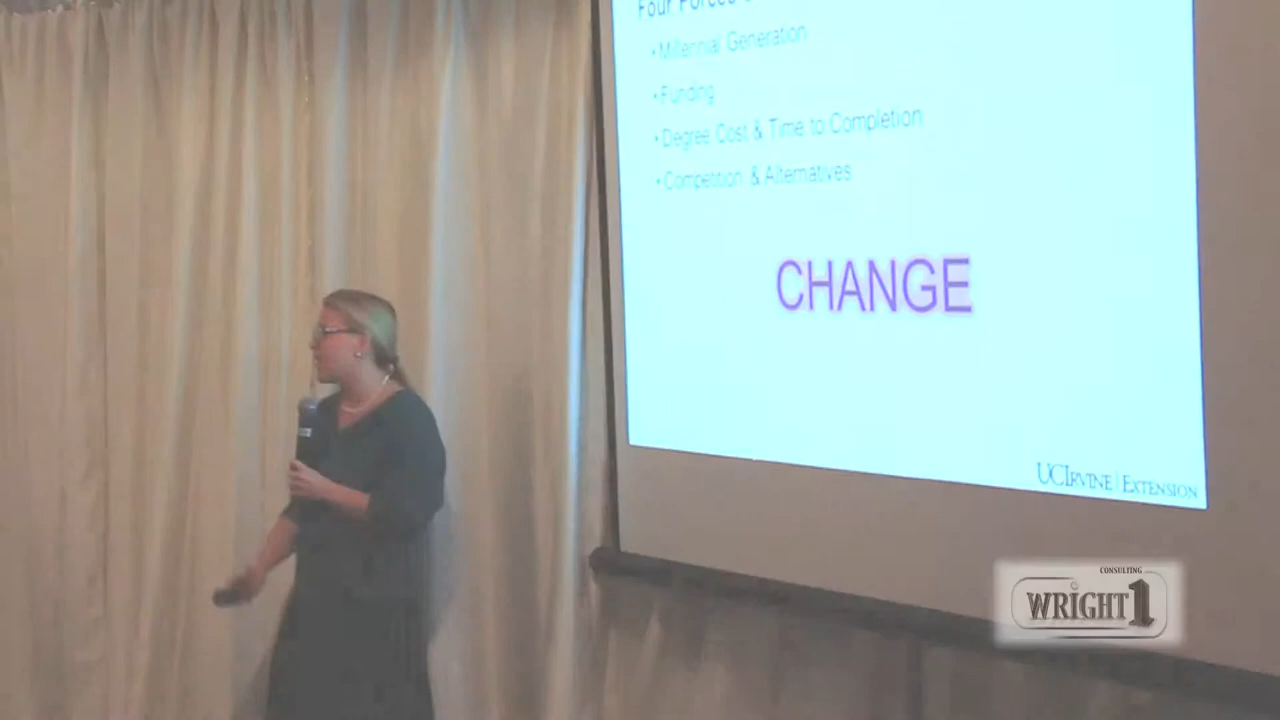 Four Forces
• Millennial Generation
• Funding
• Degree Cost & Time to Completion
• Competition & Alternatives
CHANGE
UCIRVINE | EXTENSION
CONSULTING
WRIGHT1